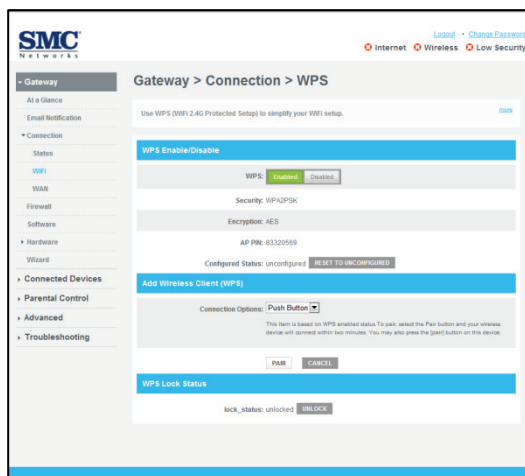 SMC
Networks
Logout • Change Password
Internet Wireless Low Security
Gateway
At a Glance
Email Notification
Connection
Status
WiFi
WAN
Firewall
Software
Hardware
Wizard
Connected Devices
Parental Control
Advanced
Troubleshooting
Gateway > Connection > WPS
Use WPS (WiFi 2.4G Protected Setup) to simplify your WiFi setup.
more
WPS Enable/Disable
WPS: Enabled Disabled
Security: WPA2PSK
Encryption: AES
AP PIN: 83320569
Configured Status: unconfigured RESET TO UNCONFIGURED
Add Wireless Client (WPS)
Connection Options: Push Button
This item is based on WPS enabled status.To pair, select the Pair button and your wireless
device will connect within two minutes. You may also press the [pair] button on this device.
PAIR CANCEL
WPS Lock Status
lock_status: unlocked UNLOCK